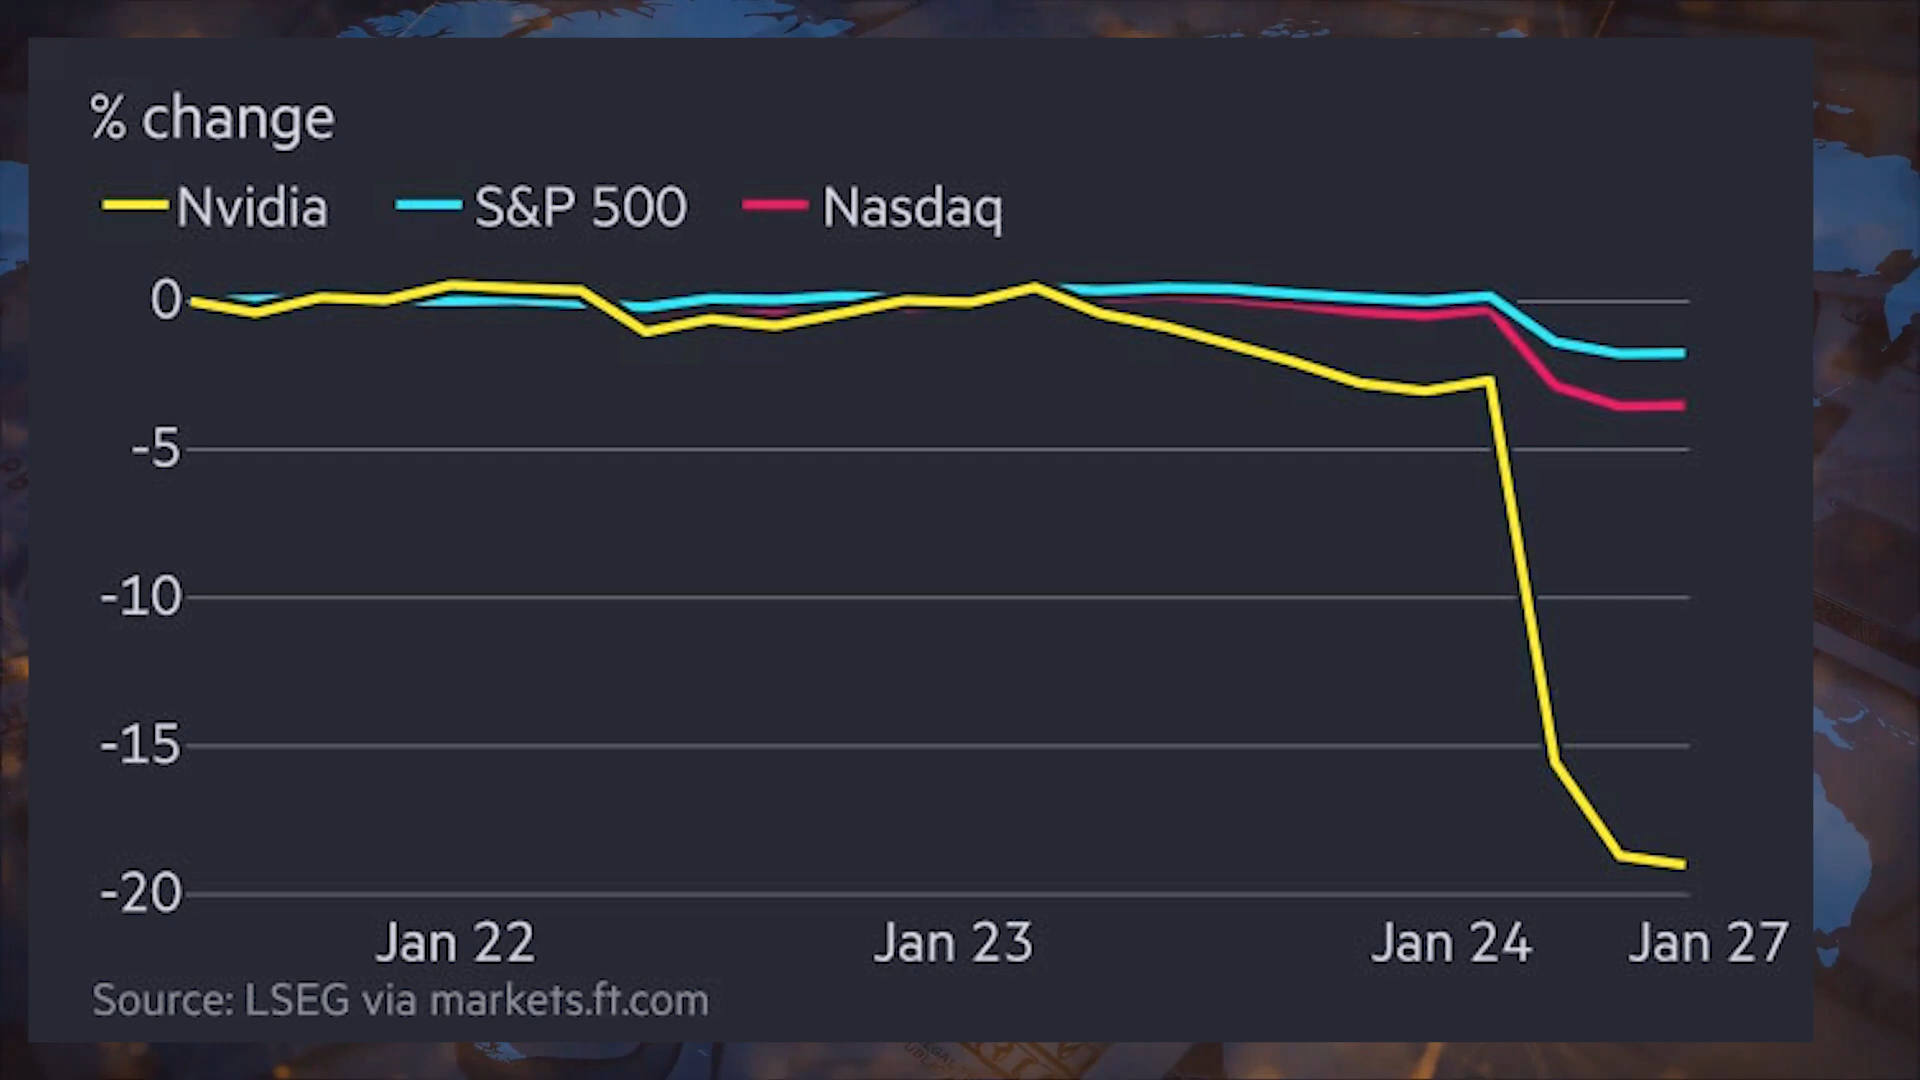 % change
Nvidia S&P 500 Nasdaq
0
-5
-10
-15
-20
Jan 22 Jan 23 Jan 24 Jan 27
Source: LSEG via markets.ft.com